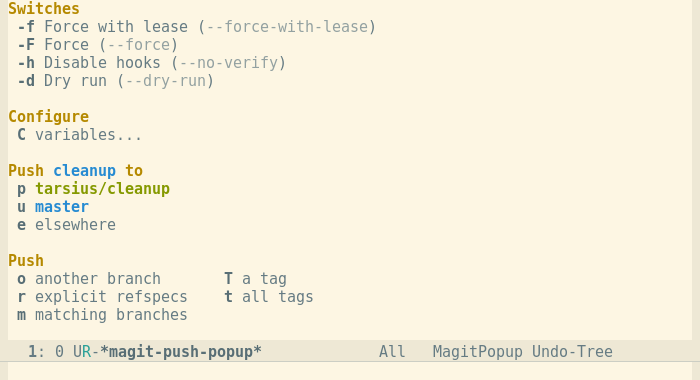 Switches
-f Force with lease (--force-with-lease)
-F Force (--force)
-h Disable hooks (--no-verify)
-d Dry run (--dry-run)
Configure
C variables...
Push cleanup to
p tarsius/cleanup
u master
e elsewhere
Push
o another branch T a tag
r explicit refspecs t all tags
m matching branches
1: 0 UR-*magit-push-popup* All MagitPopup Undo-Tree